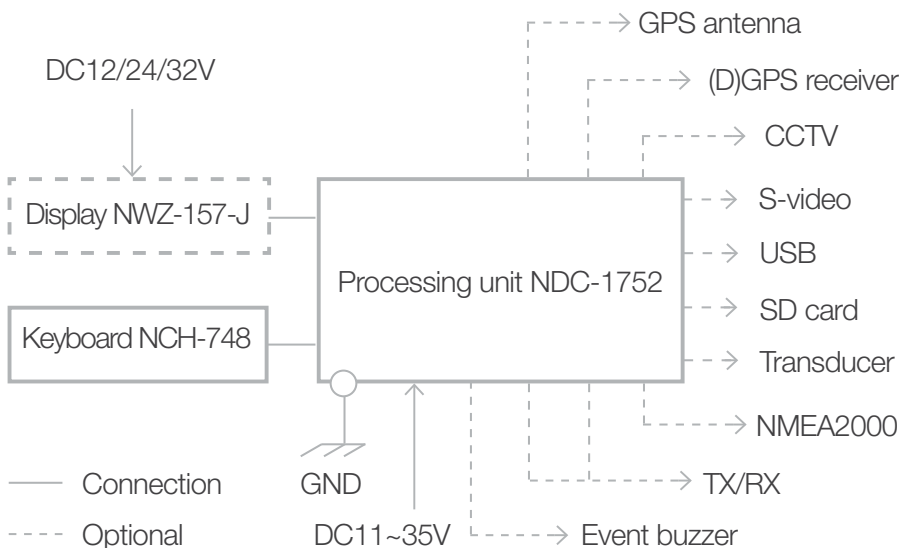 GPS antenna
DC12/24/32V
(D)GPS receiver
CCTV
Display NWZ-157-J
S-video
USB
Processing unit NDC-1752
SD card
Keyboard NCH-748
Transducer
NMEA2000
Connection
GND
TX/RX
Optional
DC11~35V
Event buzzer